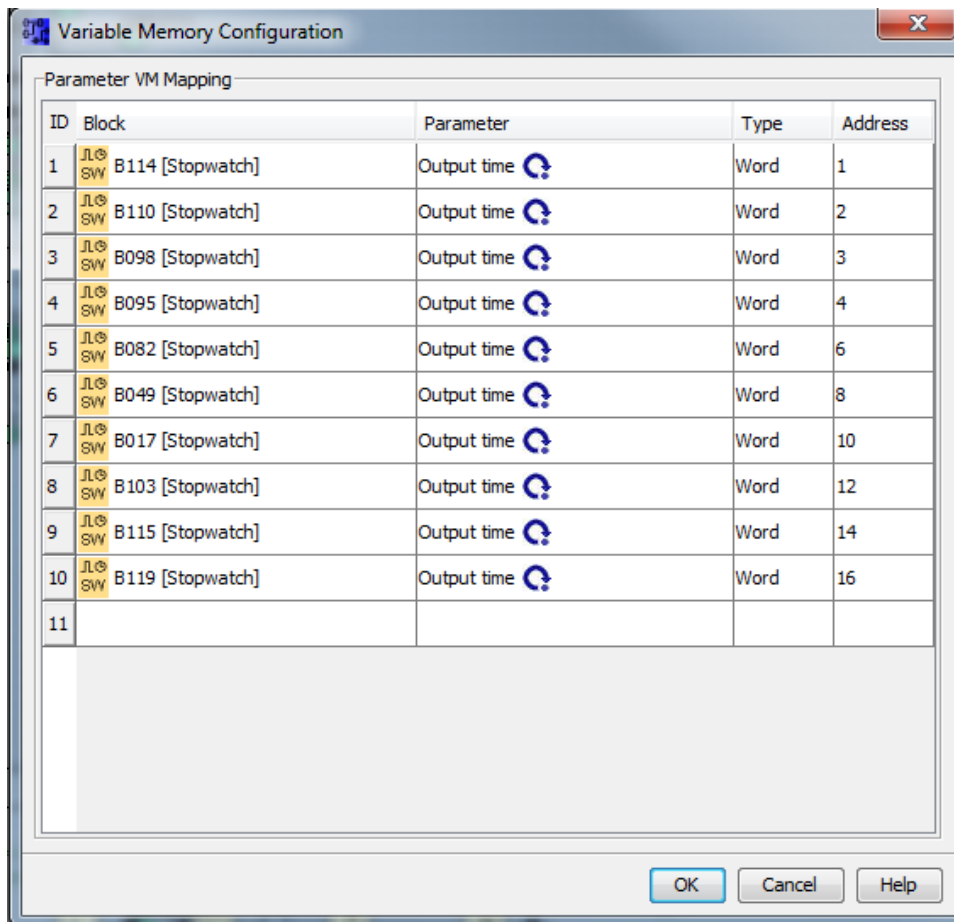 Variable Memory Configuration
Parameter VM Mapping
ID Block Parameter Type Address
1 SW B114 [Stopwatch] Output time Word 1
2 SW B110 [Stopwatch] Output time Word 2
3 SW B098 [Stopwatch] Output time Word 3
4 SW B095 [Stopwatch] Output time Word 4
5 SW B082 [Stopwatch] Output time Word 6
6 SW B049 [Stopwatch] Output time Word 8
7 SW B017 [Stopwatch] Output time Word 10
8 SW B103 [Stopwatch] Output time Word 12
9 SW B115 [Stopwatch] Output time Word 14
10 SW B119 [Stopwatch] Output time Word 16
11
OK Cancel Help